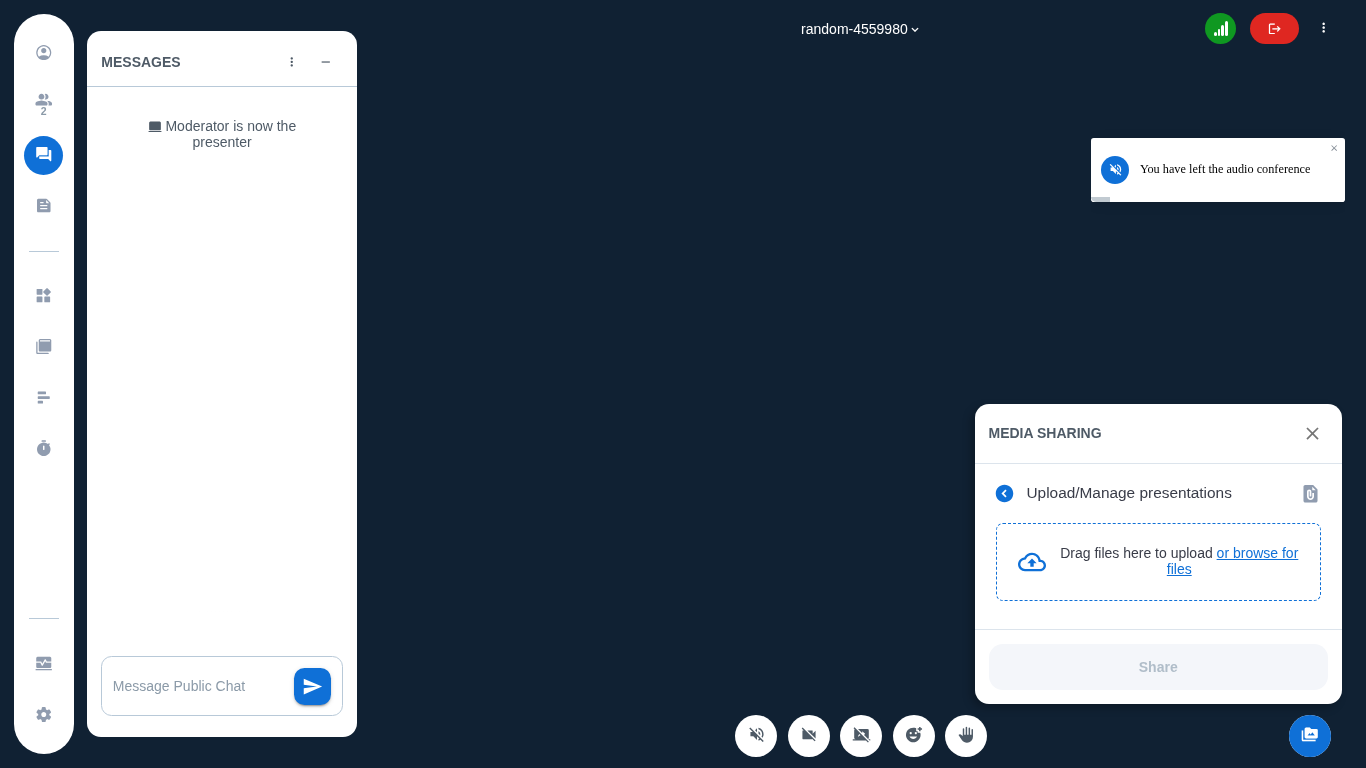 random-4559980
MESSAGES
2
Moderator is now the
presenter
You have left the audio conference
MEDIA SHARING
Upload/Manage presentations
Drag files here to upload or browse for
files
Share
Message Public Chat